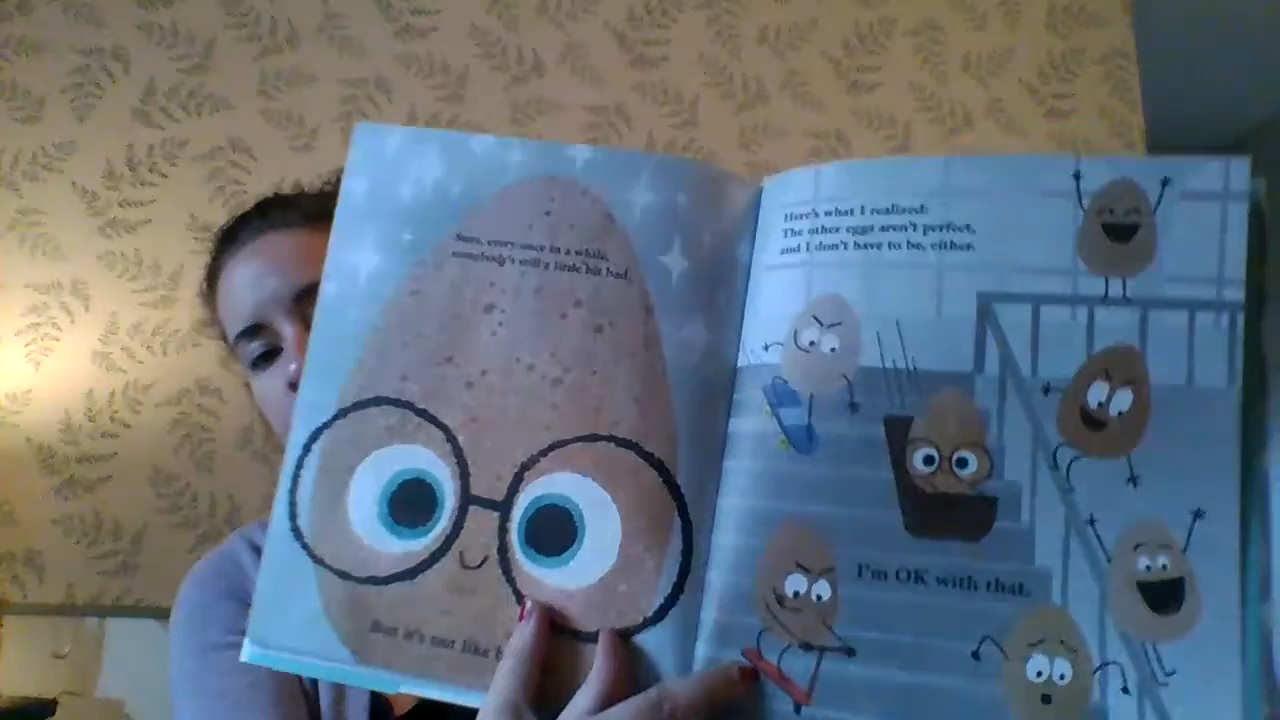 Sure, every once in a while,
somebody's still a little bit bad.
But it's not like b
Here's what I realized:
The other eggs aren't perfect,
and I don't have to be, either.
I'm OK with that.